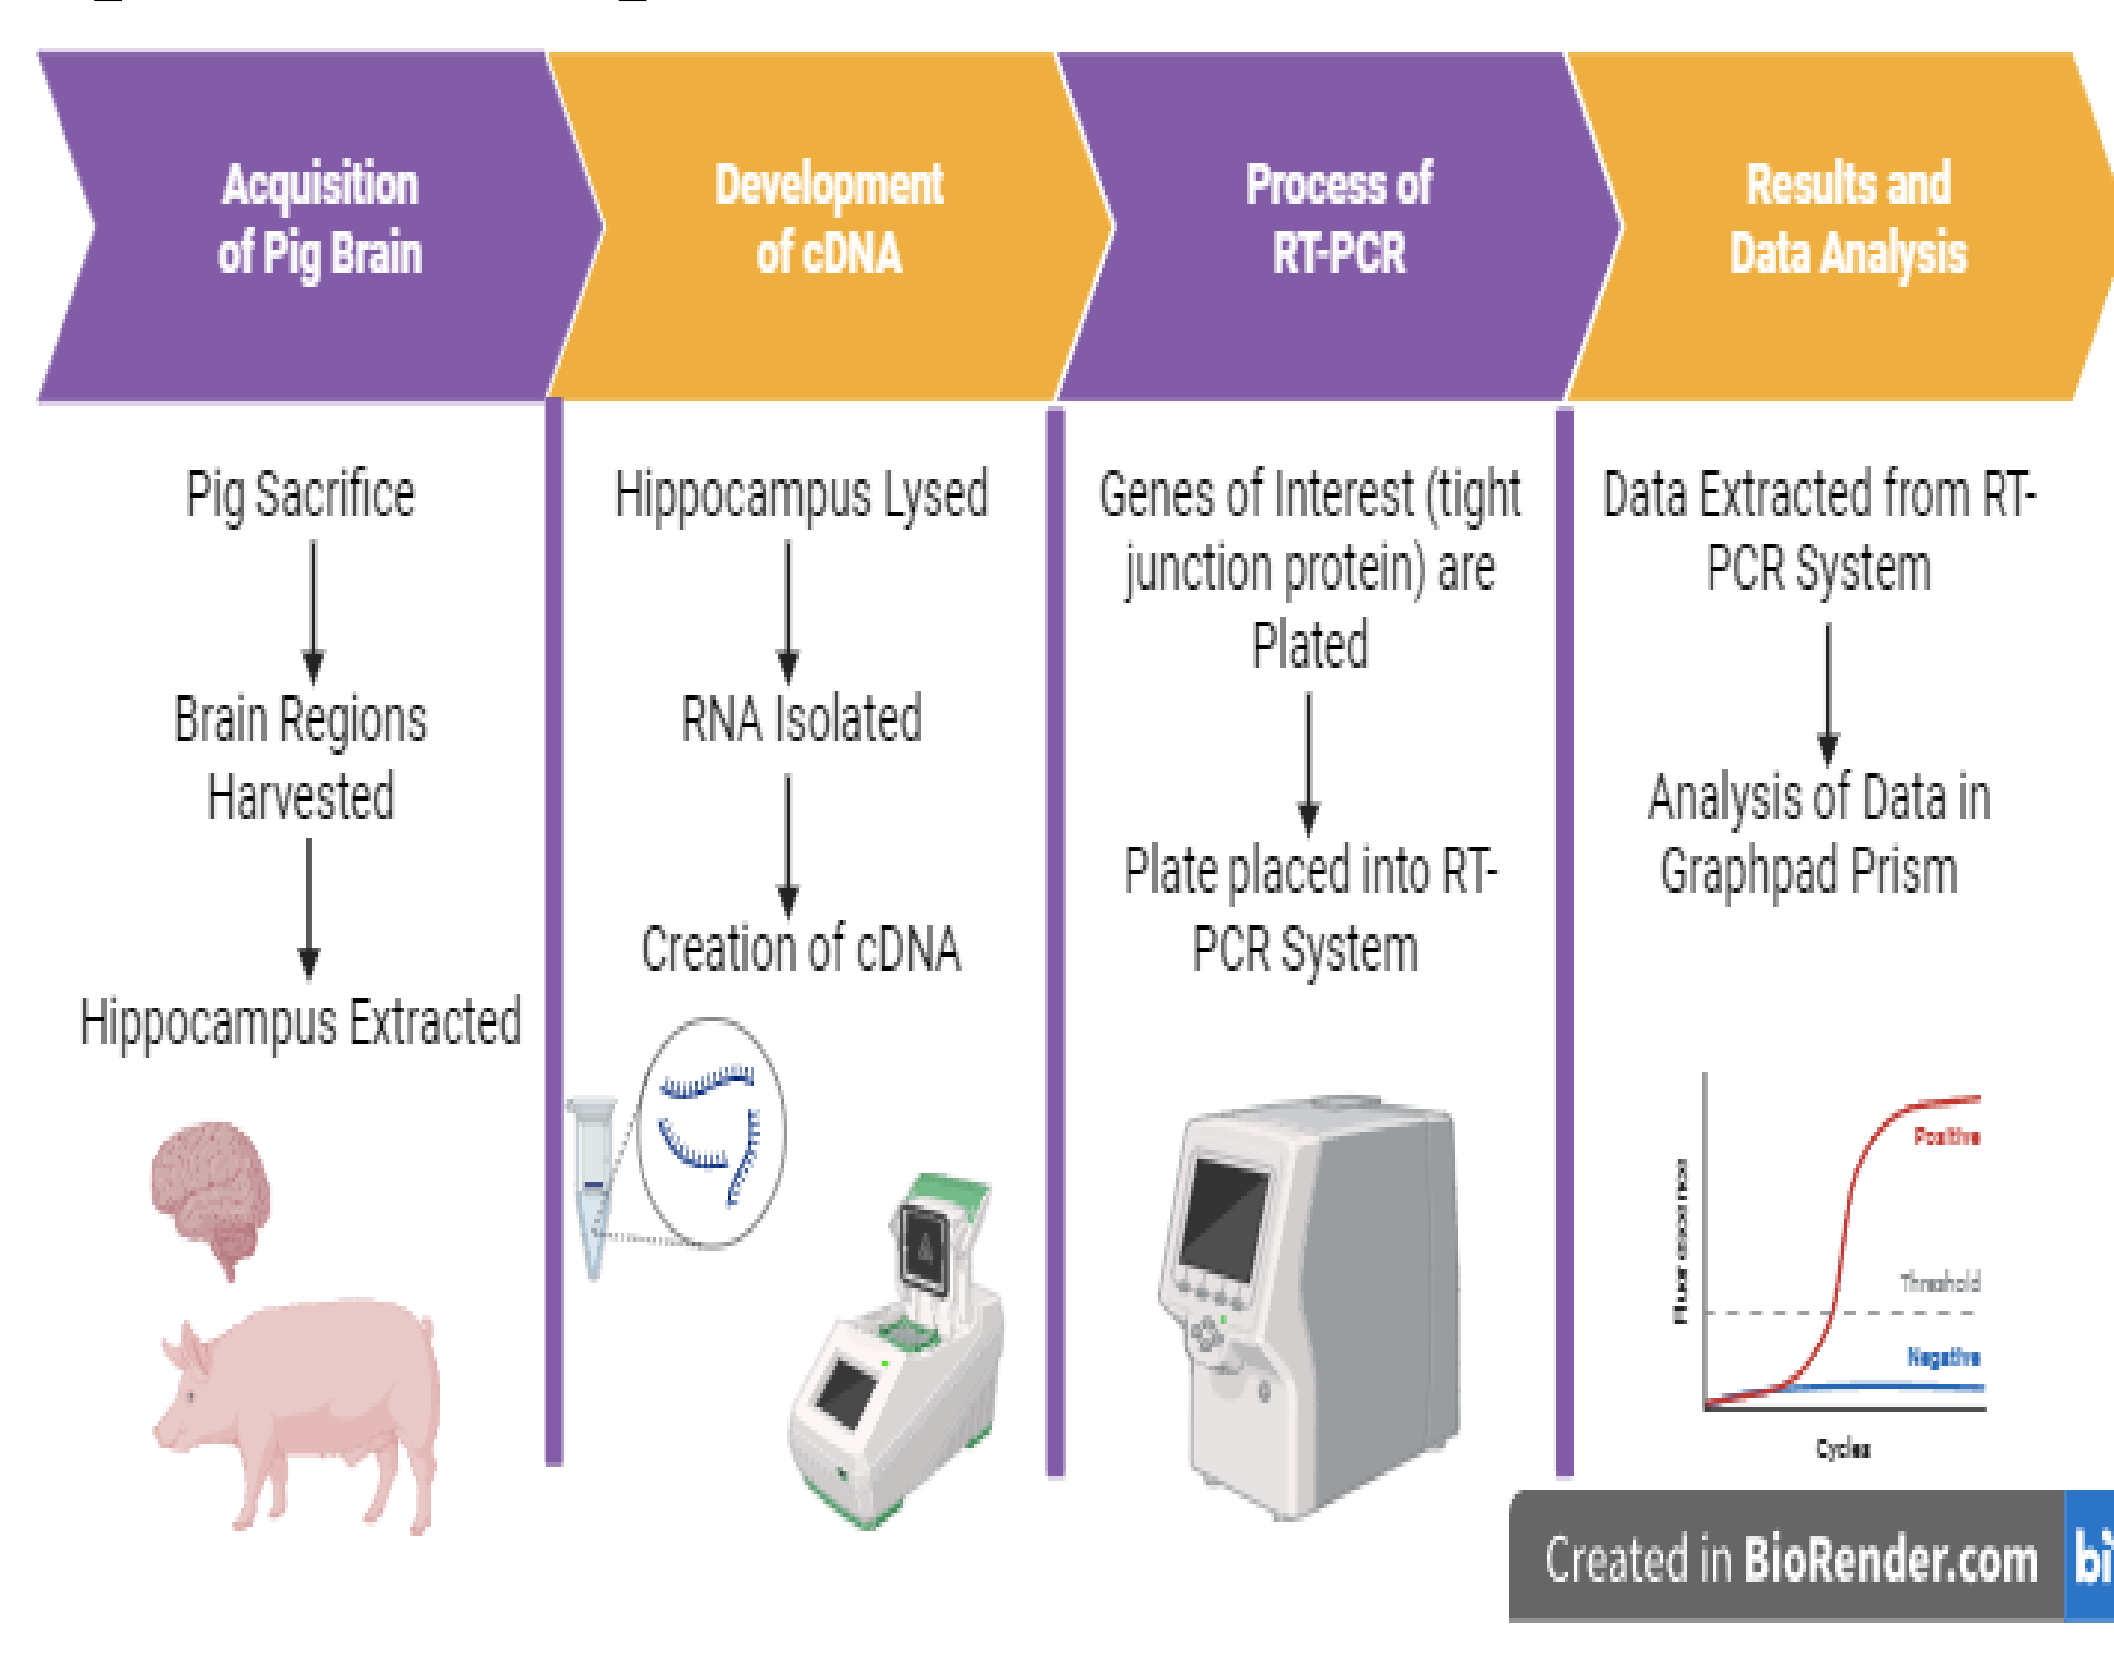 Acquisition
of Pig Brain
Development
of cDNA
Process of
RT-PCR
Results and
Data Analysis
Pig Sacrifice
Brain Regions
Harvested
Hippocampus Extracted
Hippocampus Lysed
RNA Isolated
Creation of cDNA
Genes of Interest (tight
junction protein) are
Plated
Plate placed into RT-
PCR System
Data Extracted from RT-
PCR System
Analysis of Data in
Graphpad Prism
Fluorescence
Positive
Threshold
Negative
Cycles
Created in BioRender.com